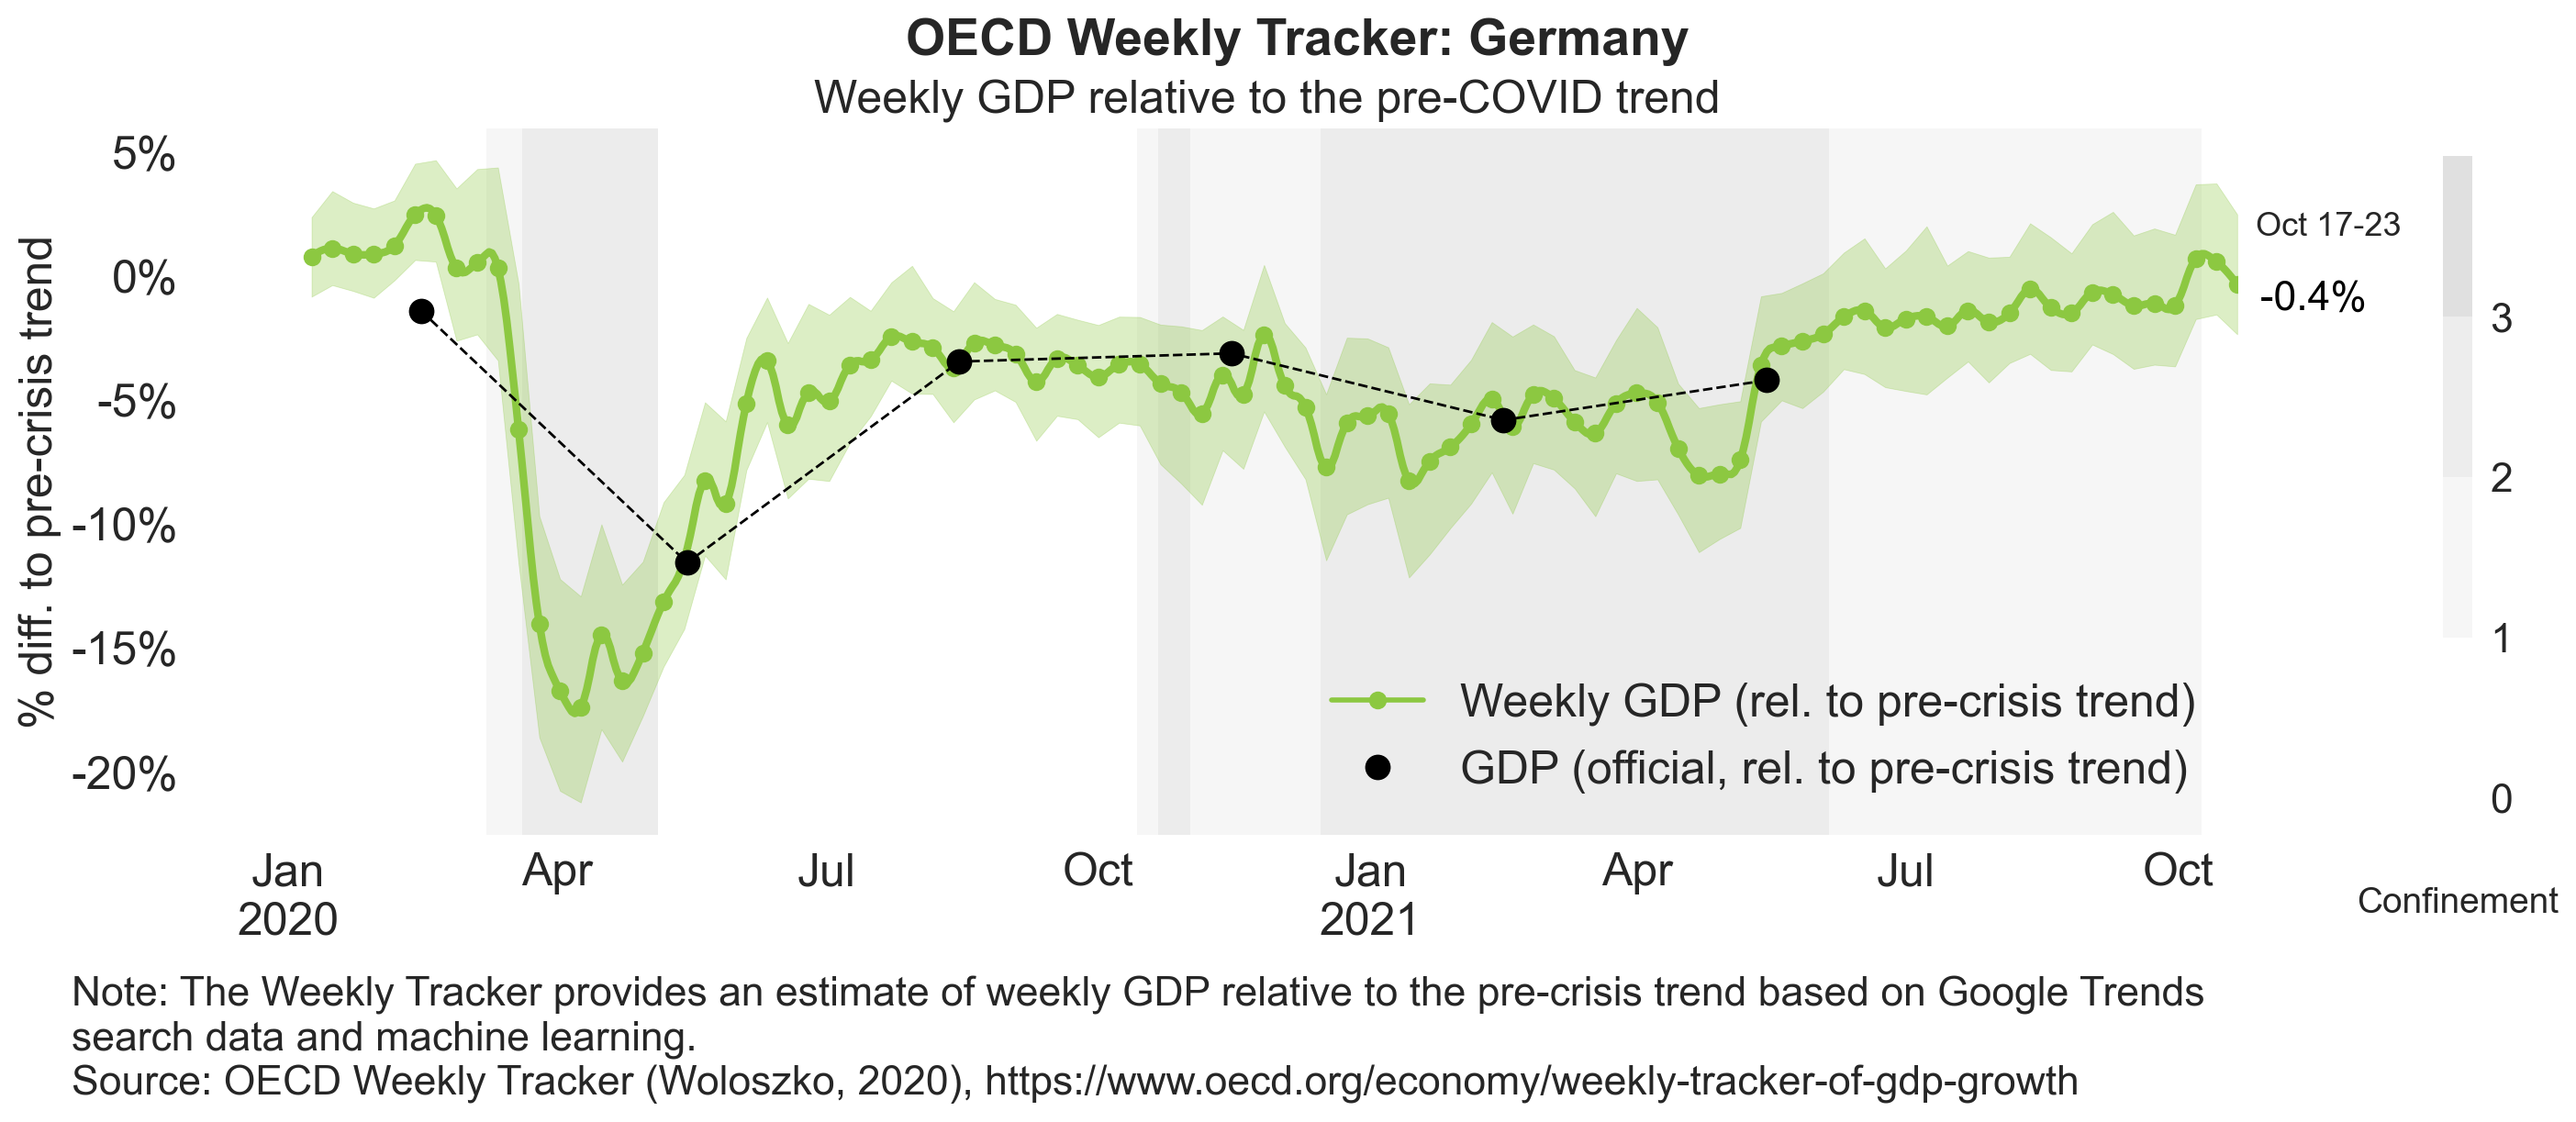 OECD Weekly Tracker: Germany
Weekly GDP relative to the pre-COVID trend
% diff. to pre-crisis trend
5%
0%
-5%
-10%
-15%
-20%
Oct 17-23
-0.4%
3
2
1
0
Confinement
Weekly GDP (rel. to pre-crisis trend)
GDP (official, rel. to pre-crisis trend)
Jan Apr Jul Oct Jan Apr Jul Oct
2020 2021
Note: The Weekly Tracker provides an estimate of weekly GDP relative to the pre-crisis trend based on Google Trends
search data and machine learning.
Source: OECD Weekly Tracker (Woloszko, 2020), https://www.oecd.org/economy/weekly-tracker-of-gdp-growth